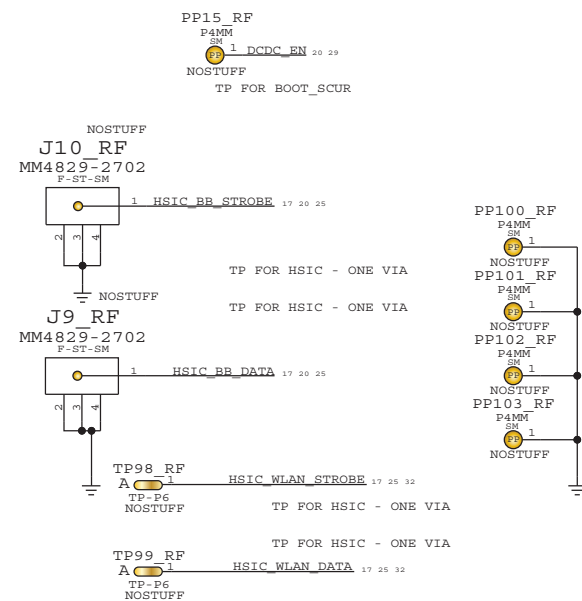 PP15_RF
P4MM
SM
PP
1 DCDC_EN 20 29
NOSTUFF
TP FOR BOOT_SCUR
NOSTUFF
J10_RF
MM4829-2702
F-ST-SM
1 HSIC_BB_STROBE 17 20 25
2 3 4
TP FOR HSIC - ONE VIA
NOSTUFF
TP FOR HSIC - ONE VIA
J9_RF
MM4829-2702
F-ST-SM
1 HSIC_BB_DATA 17 20 25
2 3 4
TP98_RF
A 1 HSIC_WLAN_STROBE 17 25 32
TP-P6
NOSTUFF
TP FOR HSIC - ONE VIA
TP FOR HSIC - ONE VIA
TP99_RF
A 1 HSIC_WLAN_DATA 17 25 32
TP-P6
NOSTUFF
PP100_RF
P4MM
SM
PP 1
NOSTUFF
PP101_RF
P4MM
SM
PP 1
NOSTUFF
PP102_RF
P4MM
SM
PP 1
NOSTUFF
PP103_RF
P4MM
SM
PP 1
NOSTUFF